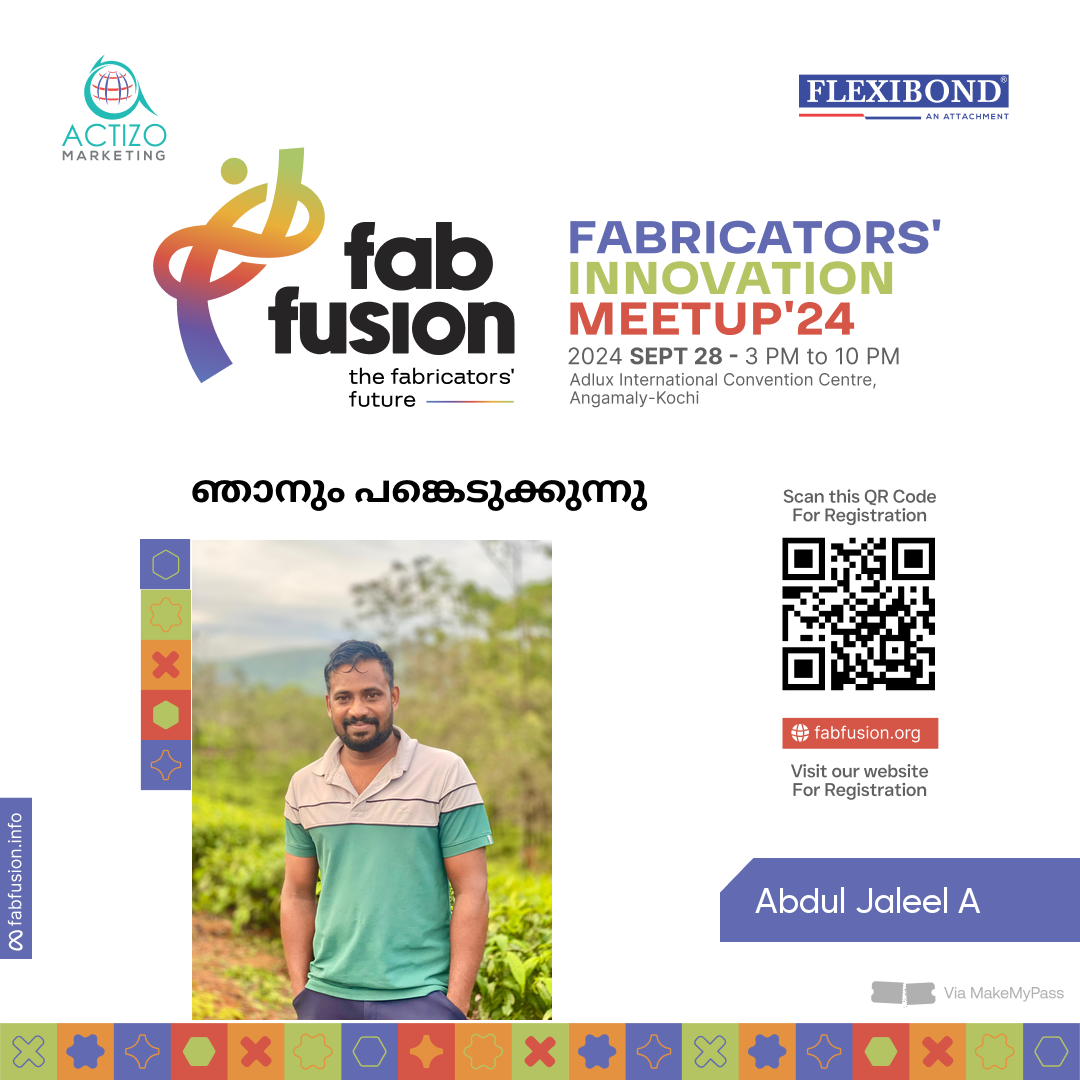 ACTIZO
MARKETING
FLEXIBOND®
AN ATTACHMENT
fab
fusion
the fabricators'
future
FABRICATORS'
INNOVATION
MEETUP'24
2024 SEPT 28 - 3 PM to 10 PM
Adlux International Convention Centre,
Angamaly-Kochi
ഞാനും പങ്കെടുക്കുന്നു
Scan this QR Code
For Registration
fabfusion.org
Visit our website
For Registration
fabfusion.info
Abdul Jaleel A
Via MakeMyPass